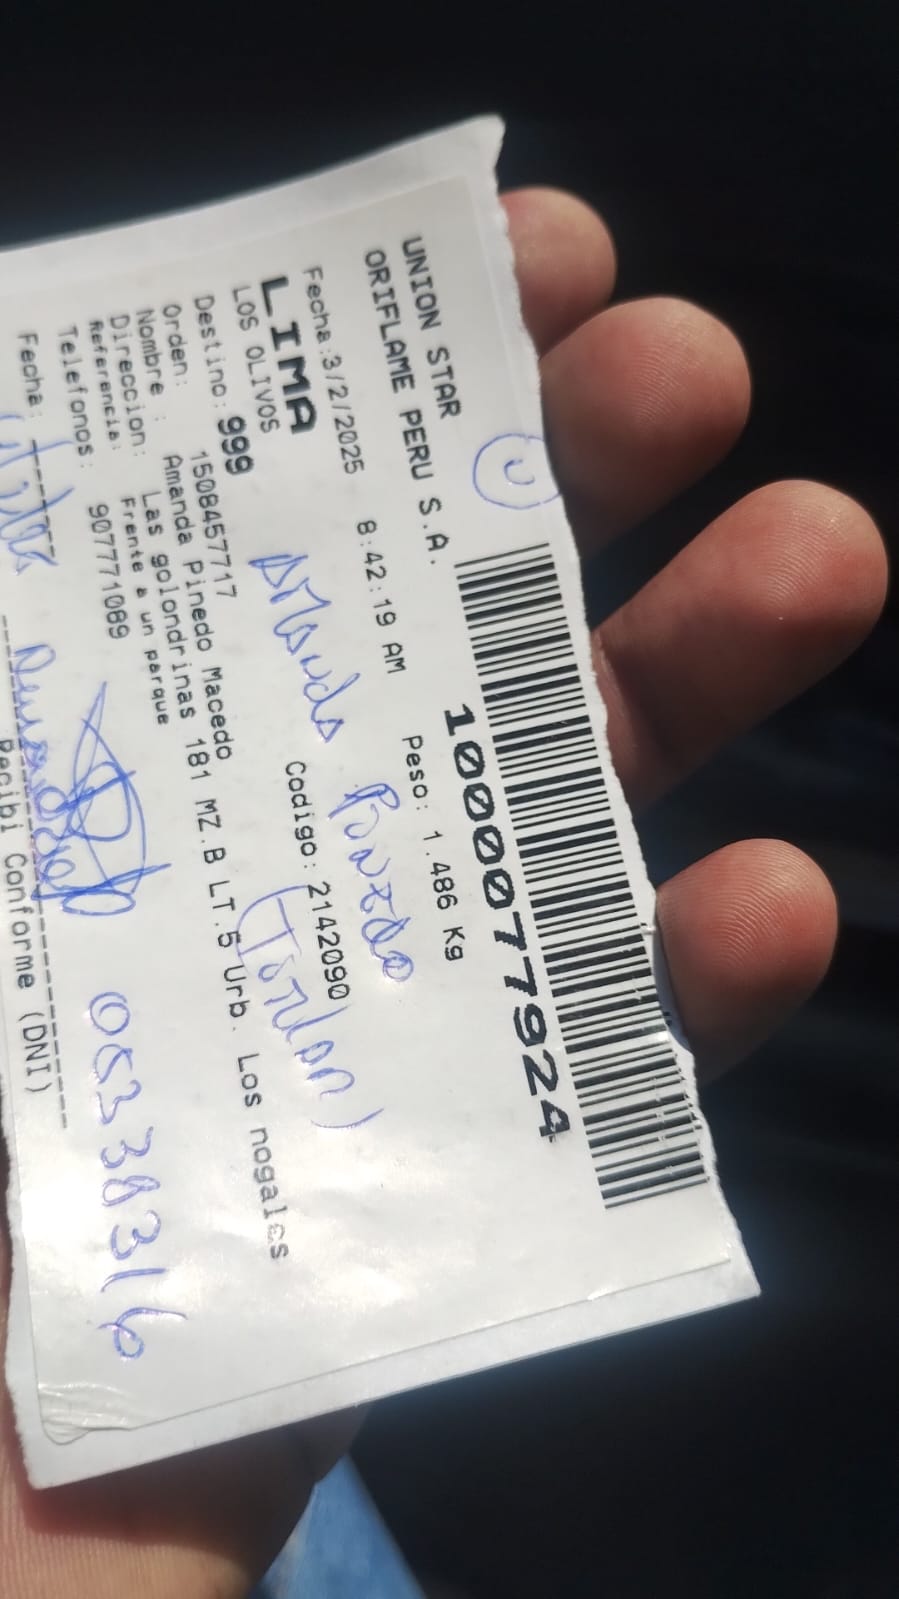 UNION STAR
ORIFLAME PERU S.A.
1000077924
Fecha:3/2/2025 8:42:19 AM Peso: 1.486 Kg
LIMA
LOS OLIVOS Codigo: 2142090
Destino: 999
Amanda
Orden: 1508457717
Nombre : Amanda Pinedo Macedo
Direccion: Las golondrinas 181 MZ.B LT.5 Urb. Los nogales
Referencia: Frente a un parque
Telefonos: 907771089
Fecha:
Recibi Conforme (DNI)